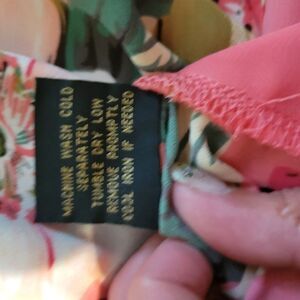 MACHINE WASH COLD
SEPARATELY
TUMBLE DRY LOW
REMOVE PROMPTLY
COOL IRON IF NEEDED